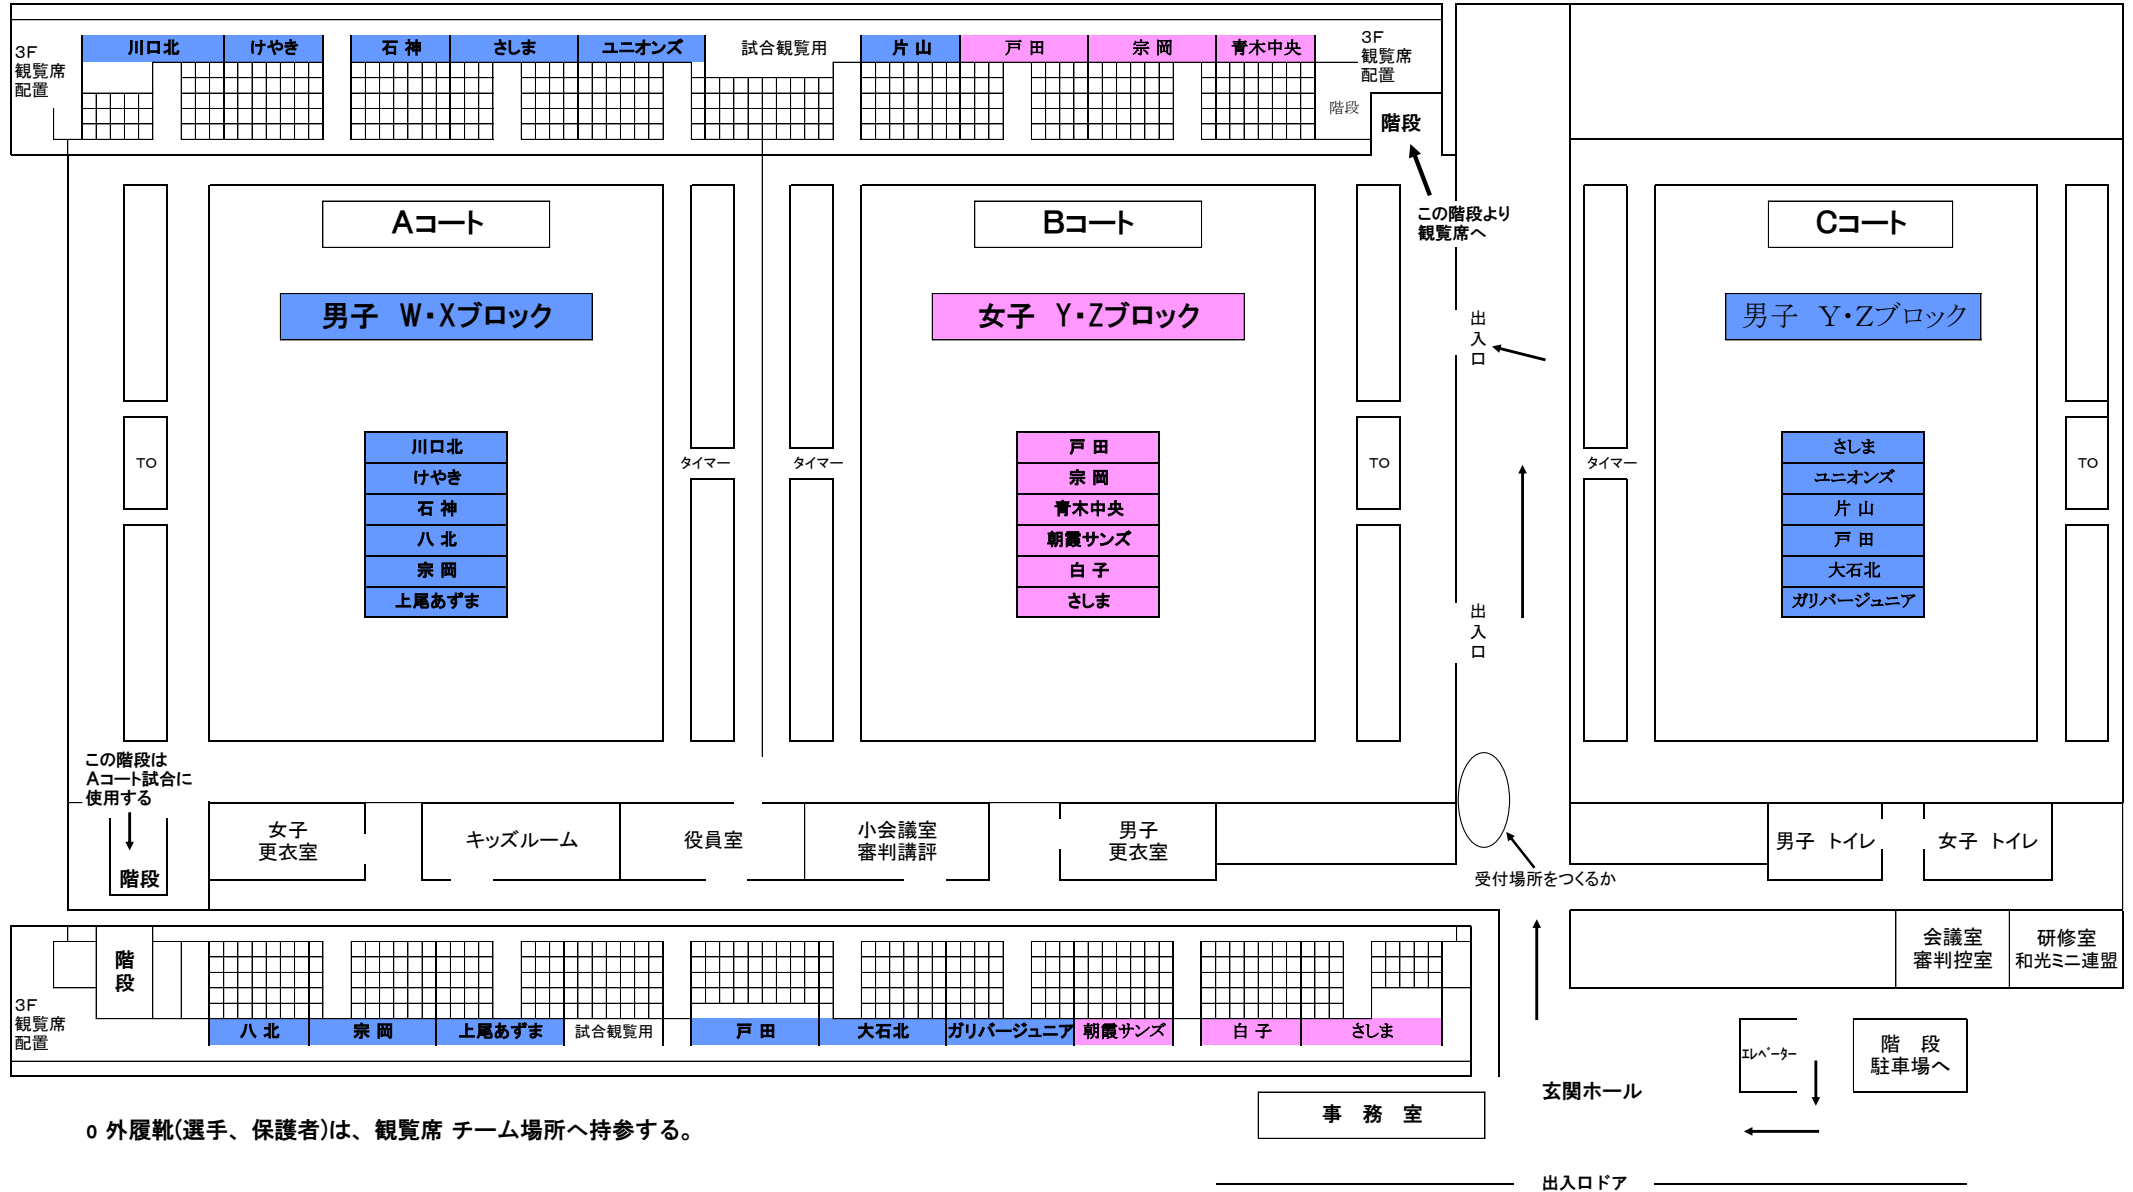 3F
観覧席
配置
川口北
けやき
石 神
さしま
ユニオンズ
試合観覧用
片 山
戸 田
宗 岡
青木中央
3F
観覧席
配置
階段
階段
この階段より
観覧席へ
Aコート
Bコート
Cコート
男子 W・Xブロック
女子 Y・Zブロック
男子 Y・Zブロック
出入口
川口北
けやき
石 神
八 北
宗 岡
上尾あずま
戸 田
宗 岡
青木中央
朝霞サンズ
白 子
さしま
さしま
ユニオンズ
片 山
戸 田
大石北
ガリバージュニア
TO
タイマー
タイマー
TO
タイマー
TO
出入口
この階段は
Aコート試合に
使用する
階段
女子
更衣室
キッズルーム
役員室
小会議室
審判講評
男子
更衣室
受付場所をつくるか
男子 トイレ
女子 トイレ
会議室
審判控室
研修室
和光ミニ連盟
階段
3F
観覧席
配置
八 北
宗 岡
上尾あずま
試合観覧用
戸 田
大石北
ガリバージュニア
朝霞サンズ
白 子
さしま
エレベーター
階 段
駐車場へ
玄関ホール
事 務 室
o 外履靴(選手、保護者)は、観覧席 チーム場所へ持参する。
出入口ドア